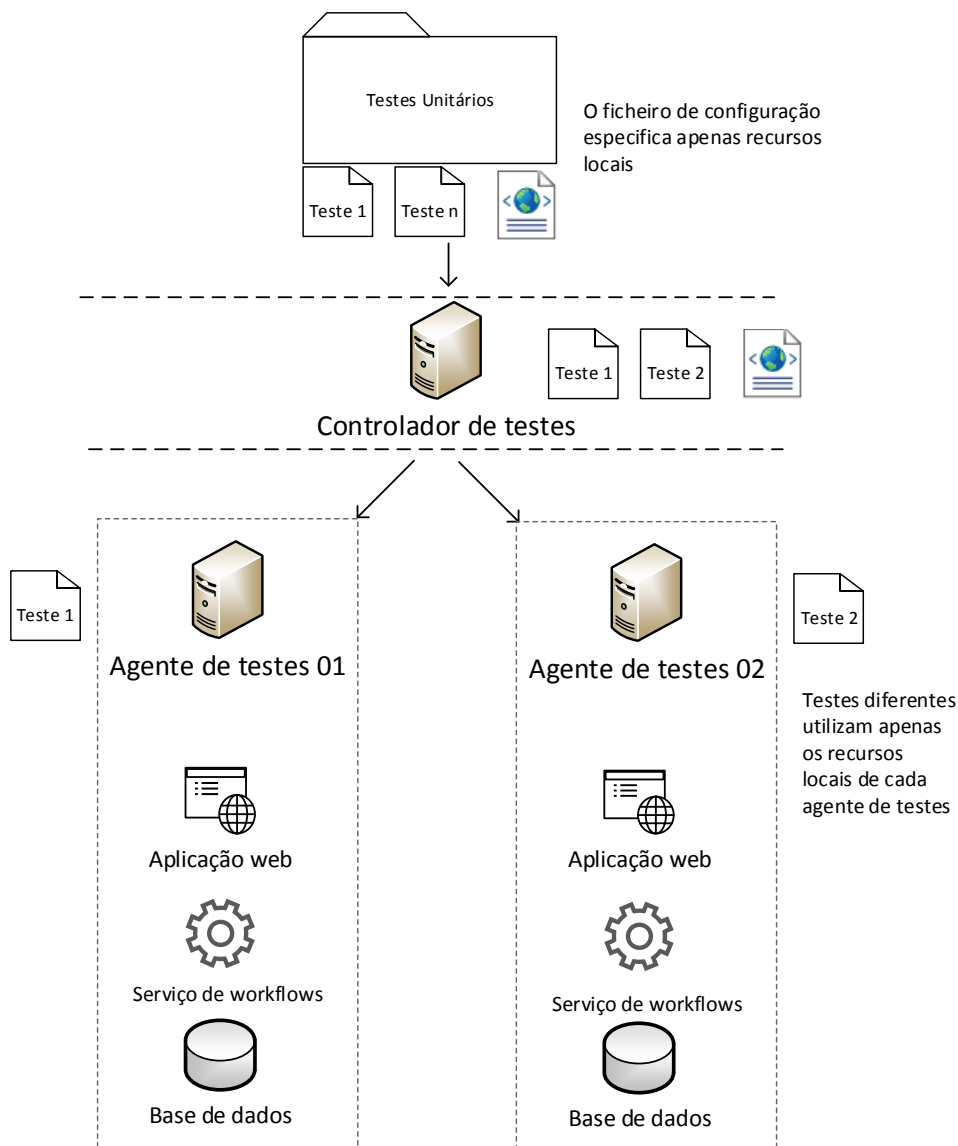 Testes Unitários
O ficheiro de configuração
especifica apenas recursos
locais
Teste 1
Teste n
Teste 1
Teste 2
Controlador de testes
Teste 1
Teste 2
Agente de testes 01
Agente de testes 02
Testes diferentes
utilizam apenas
os recursos
locais de cada
agente de testes
Aplicação web
Aplicação web
Serviço de workflows
Serviço de workflows
Base de dados
Base de dados